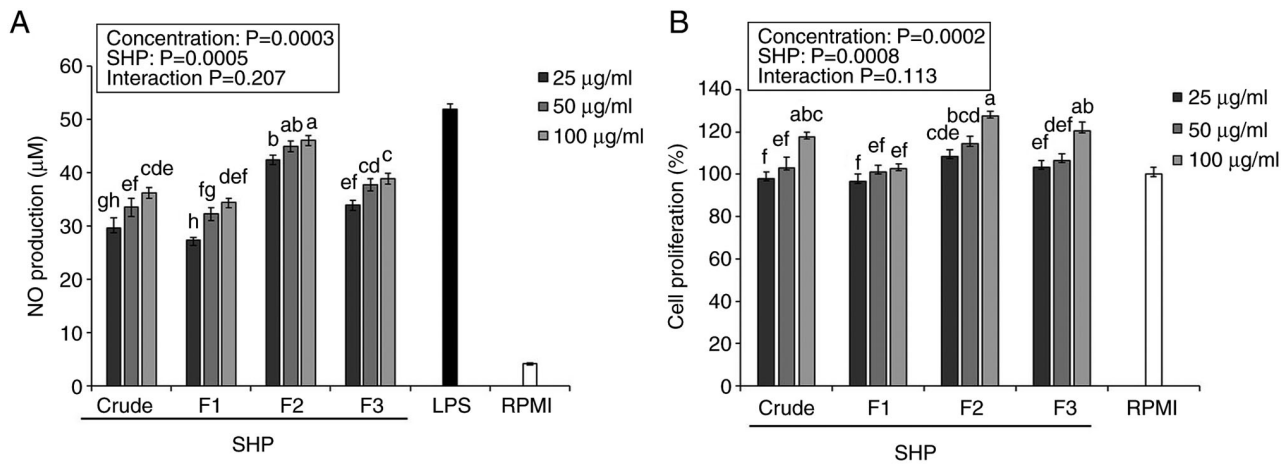 A
Concentration: P=0.0003
SHP: P=0.0005
Interaction P=0.207
60
50
40
30
20
10
0
NO production (µM)
25 µg/ml
50 µg/ml
100 µg/ml
gh ef cde
h fg def
b ab a
ef cd c
Crude F1 F2 F3 LPS RPMI
SHP
B
Concentration: P=0.0002
SHP: P=0.0008
Interaction P=0.113
140
120
100
80
60
40
20
0
Cell proliferation (%)
25 µg/ml
50 µg/ml
100 µg/ml
f ef abc
f ef ef
cde bcd a
ef def ab
Crude F1 F2 F3 RPMI
SHP